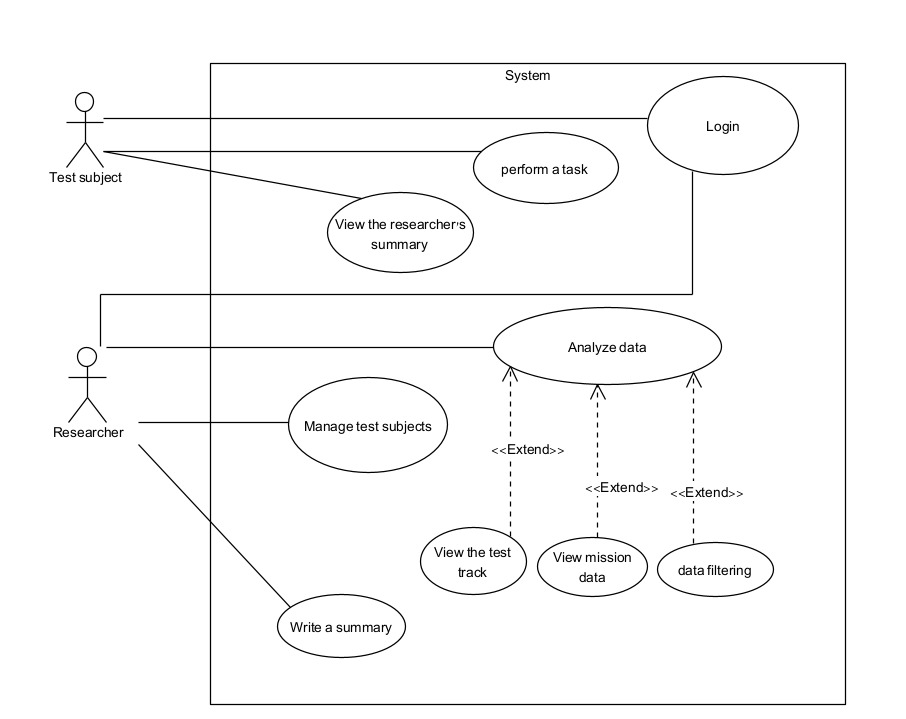 System
Login
Test subject
perform a task
View the researcher's
summary
Analyze data
Researcher
Manage test subjects
<<Extend>>
<<Extend>>
<<Extend>>
View the test
track
View mission
data
data filtering
Write a summary